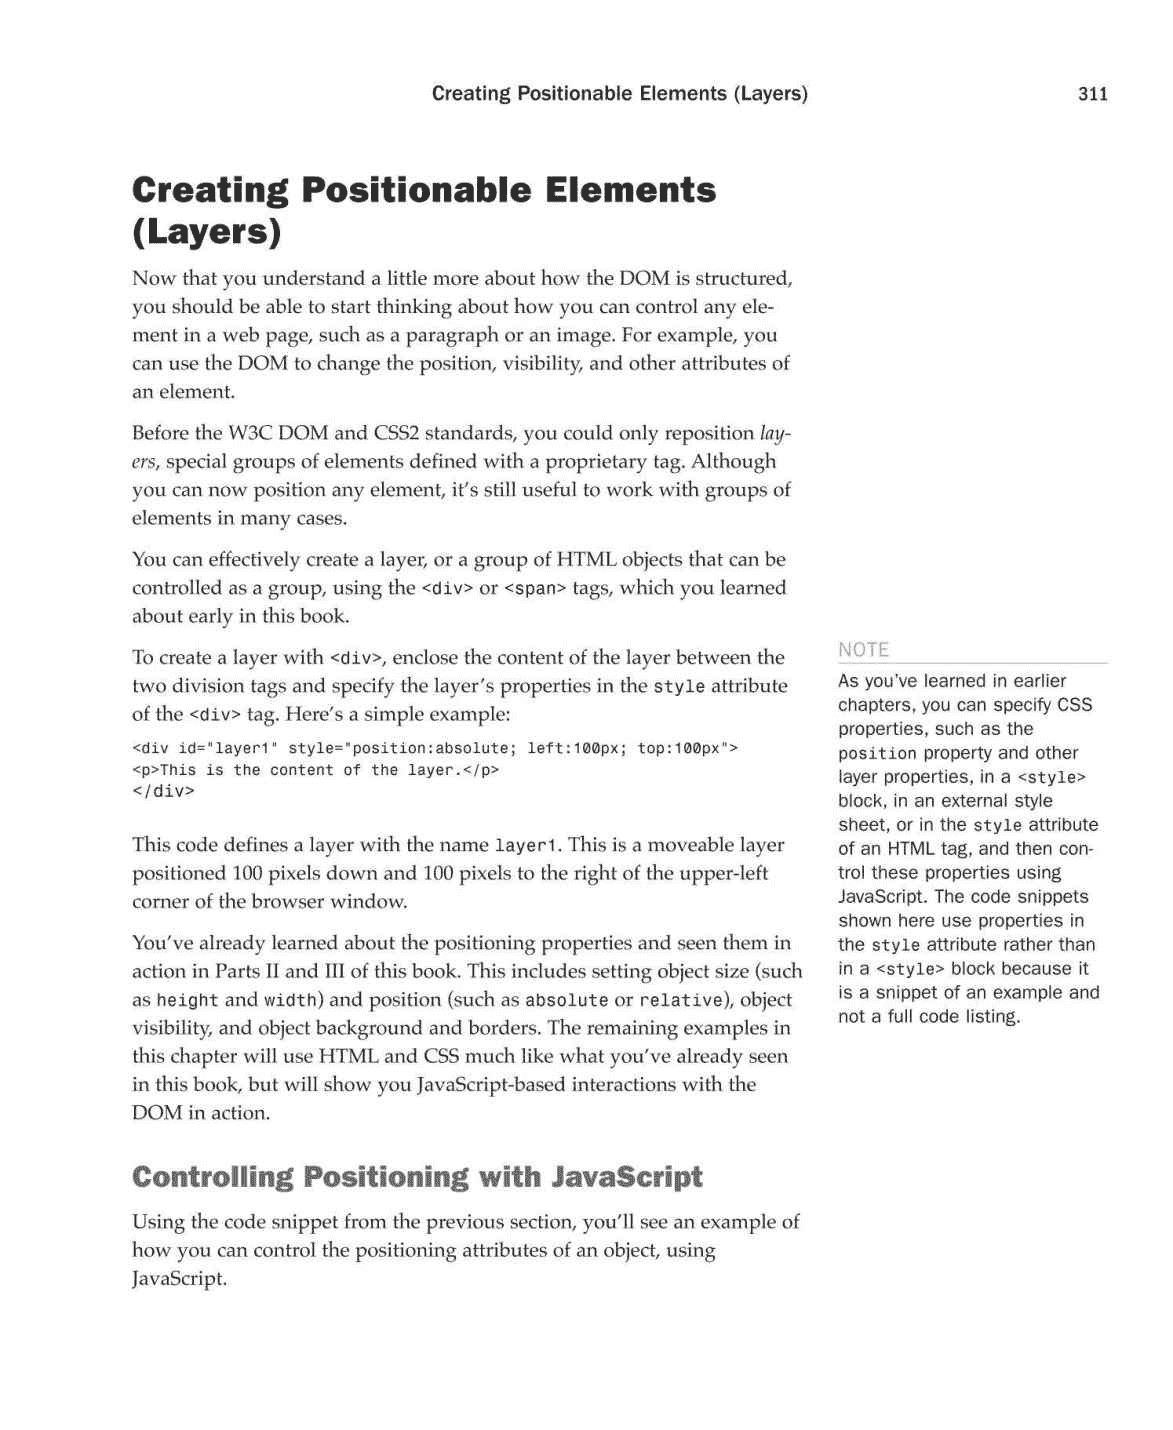 Creating Positionable Elements (Layers) 311
Creating Positionable Elements
(Layers)
Now that you understand a little more about how the DOM is structured,
you should be able to start thinking about how you can control any ele-
ment in a web page, such as a paragraph or an image. For example, you
can use the DOM to change the position, visibility, and other attributes of
an element.
Before the W3C DOM and CSS2 standards, you could only reposition lay-
ers, special groups of elements defined with a proprietary tag. Although
you can now position any element, it's still useful to work with groups of
elements in many cases.
You can effectively create a layer, or a group of HTML objects that can be
controlled as a group, using the <div> or <span> tags, which you learned
about early in this book.
To create a layer with <div>, enclose the content of the layer between the
two division tags and specify the layer's properties in the style attribute
of the <div> tag. Here's a simple example:
<div id="layer1" style="position:absolute; left:100px; top:100px">
<p>This is the content of the layer.</p>
</div>
This code defines a layer with the name layer1. This is a moveable layer
positioned 100 pixels down and 100 pixels to the right of the upper-left
corner of the browser window.
You've already learned about the positioning properties and seen them in
action in Parts II and III of this book. This includes setting object size (such
as height and width) and position (such as absolute or relative), object
visibility, and object background and borders. The remaining examples in
this chapter will use HTML and CSS much like what you've already seen
in this book, but will show you JavaScript-based interactions with the
DOM in action.
Controlling Positioning with JavaScript
Using the code snippet from the previous section, you'll see an example of
how you can control the positioning attributes of an object, using
JavaScript.
NOTE
As you've learned in earlier
chapters, you can specify CSS
properties, such as the
position property and other
layer properties, in a <style>
block, in an external style
sheet, or in the style attribute
of an HTML tag, and then con-
trol these properties using
JavaScript. The code snippets
shown here use properties in
the style attribute rather than
in a <style> block because it
is a snippet of an example and
not a full code listing.